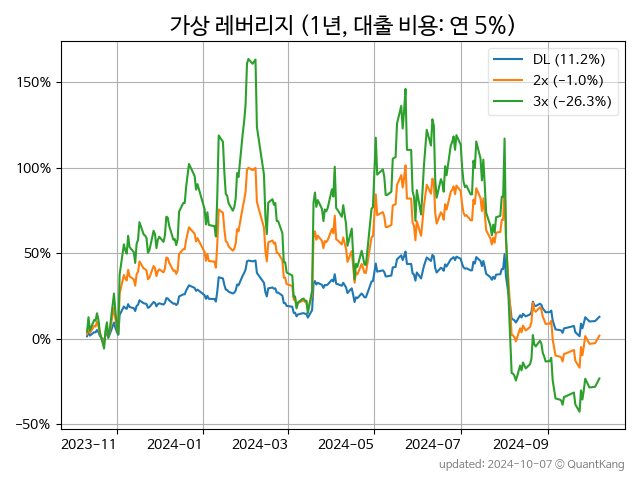 가상 레버리지 (1년, 대출 비용: 연 5%)
DL (11.2%)
2x (−1.0%)
3x (−26.3%)
150%
100%
50%
0%
−50%
2023-11
2024-01
2024-03
2024-05
2024-07
2024-09
updated: 2024-10-07 © QuantKang